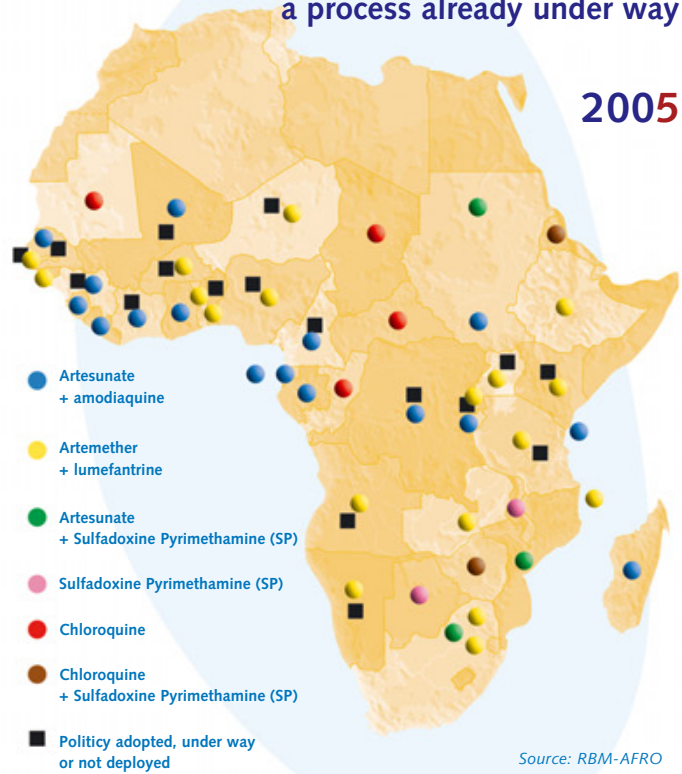 a process already under way
2005
Artesunate
+ amodiaquine
Artemether
+ lumefantrine
Artesunate
+ Sulfadoxine Pyrimethamine (SP)
Sulfadoxine Pyrimethamine (SP)
Chloroquine
Chloroquine
+ Sulfadoxine Pyrimethamine (SP)
Politicy adopted, under way
or not deployed
Source: RBM-AFRO